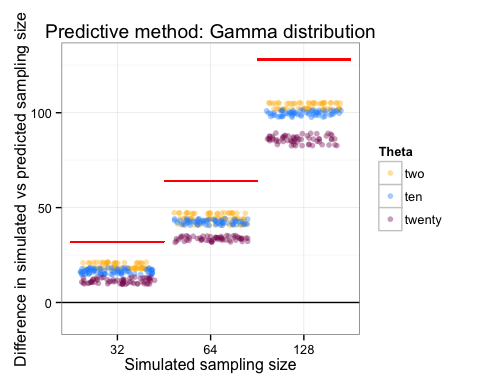 Predictive method: Gamma distribution
Difference in simulated vs predicted sampling size
100
50
0
32 64 128
Simulated sampling size
Theta
two
ten
twenty